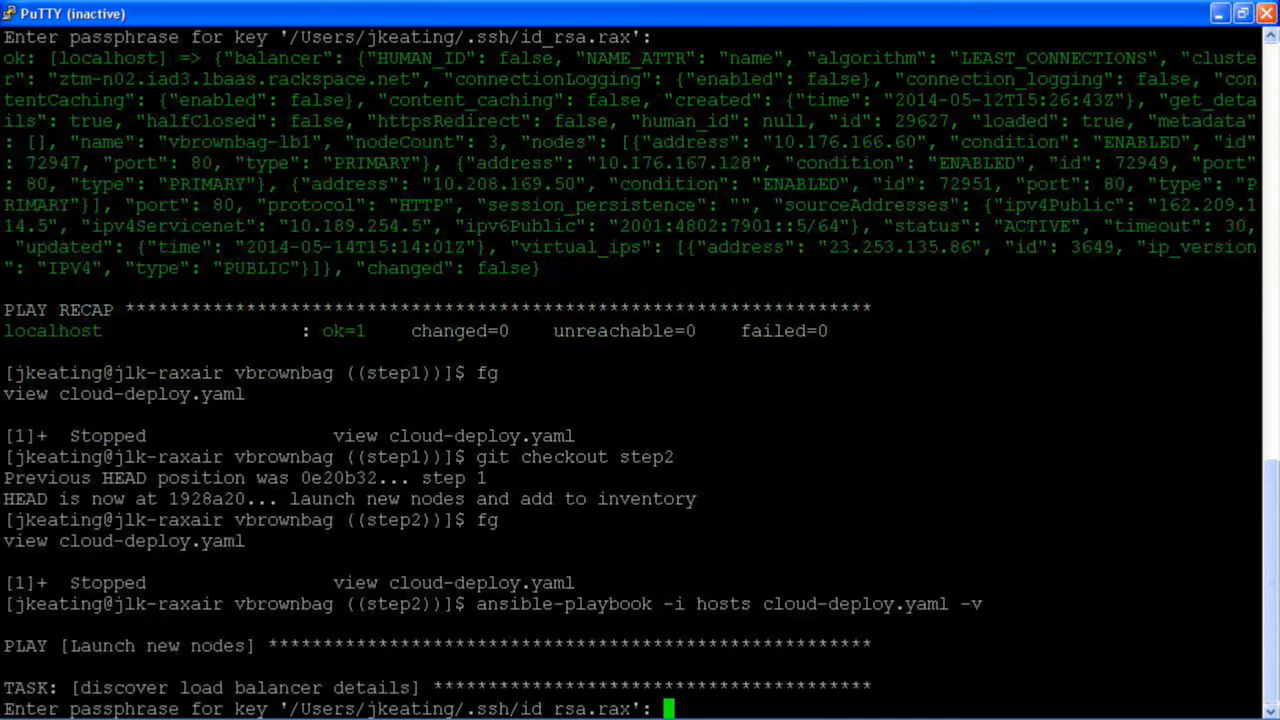 PuTTY (inactive)
Enter passphrase for key '/Users/jkeating/.ssh/id_rsa.rax':
ok: [localhost] => {"balancer": {"HUMAN_ID": false, "NAME_ATTR": "name", "algorithm": "LEAST_CONNECTIONS", "cluste
r": "ztm-n02.iad3.lbaas.rackspace.net", "connectionLogging": {"enabled": false}, "connection_logging": false, "con
tentCaching": {"enabled": false}, "content_caching": false, "created": {"time": "2014-05-12T15:26:43Z"}, "get_deta
ils": true, "halfClosed": false, "httpsRedirect": false, "human_id": null, "id": 29627, "loaded": true, "metadata"
: [], "name": "vbrownbag-lb1", "nodeCount": 3, "nodes": [{"address": "10.176.166.60", "condition": "ENABLED", "id"
: 72947, "port": 80, "type": "PRIMARY"}, {"address": "10.176.167.128", "condition": "ENABLED", "id": 72949, "port"
: 80, "type": "PRIMARY"}, {"address": "10.208.169.50", "condition": "ENABLED", "id": 72951, "port": 80, "type": "P
RIMARY"}], "port": 80, "protocol": "HTTP", "session_persistence": "", "sourceAddresses": {"ipv4Public": "162.209.1
14.5", "ipv4Servicenet": "10.189.254.5", "ipv6Public": "2001:4802:7901::5/64"}, "status": "ACTIVE", "timeout": 30,
 "updated": {"time": "2014-05-14T15:14:01Z"}, "virtual_ips": [{"address": "23.253.135.86", "id": 3649, "ip_version
": "IPV4", "type": "PUBLIC"}]}, "changed": false}
PLAY RECAP ********************************************************************
localhost                  : ok=1    changed=0    unreachable=0    failed=0
[jkeating@jlk-raxair vbrownbag ((step1))]$ fg
view cloud-deploy.yaml
[1]+  Stopped                 view cloud-deploy.yaml
[jkeating@jlk-raxair vbrownbag ((step1))]$ git checkout step2
Previous HEAD position was 0e20b32... step 1
HEAD is now at 1928a20... launch new nodes and add to inventory
[jkeating@jlk-raxair vbrownbag ((step2))]$ fg
view cloud-deploy.yaml
[1]+  Stopped                 view cloud-deploy.yaml
[jkeating@jlk-raxair vbrownbag ((step2))]$ ansible-playbook -i hosts cloud-deploy.yaml -v
PLAY [Launch new nodes] *******************************************************
TASK: [discover load balancer details] ****************************************
Enter passphrase for key '/Users/jkeating/.ssh/id_rsa.rax':